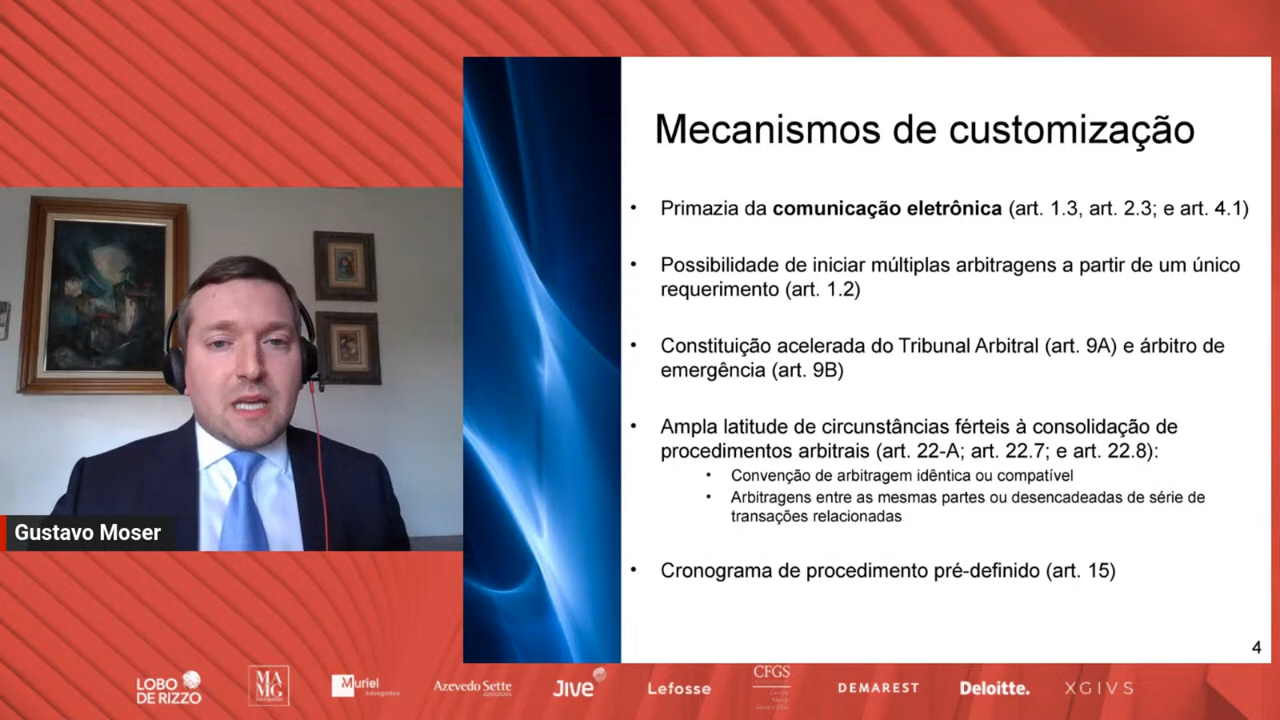 Mecanismos de customização
• Primazia da comunicação eletrônica (art. 1.3, art. 2.3; e art. 4.1)
• Possibilidade de iniciar múltiplas arbitragens a partir de um único
requerimento (art. 1.2)
• Constituição acelerada do Tribunal Arbitral (art. 9A) e árbitro de
emergência (art. 9B)
• Ampla latitude de circunstâncias férteis à consolidação de
procedimentos arbitrais (art. 22-A; art. 22.7; e art. 22.8):
• Convenção de arbitragem idêntica ou compatível
• Arbitragens entre as mesmas partes ou desencadeadas de série de
transações relacionadas
• Cronograma de procedimento pré-definido (art. 15)
4
Gustavo Moser
LOBO
DE RIZZO
MA
MG
Muriel
Advogados
Azevedo Sette
ADVOGADOS
JIVE
Lefosse
CFGS
DEMAREST
Deloitte.
XGIVS